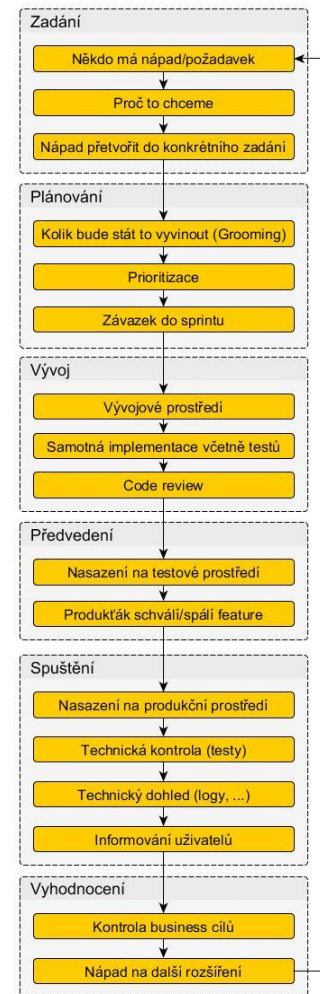 Zadání
Někdo má nápad/požadavek
Proč to chceme
Nápad přetvořit do konkrétního zadání
Plánování
Kolik bude stát to vyvinout (Grooming)
Prioritizace
Závazek do sprintu
Vývoj
Vývojové prostředí
Samotná implementace včetně testů
Code review
Předvedení
Nasazení na testové prostředí
Produkťák schválí/spálí feature
Spuštění
Nasazení na produkční prostředí
Technická kontrola (testy)
Technický dohled (logy, ...)
Informování uživatelů
Vyhodnocení
Kontrola business cílů
Nápad na další rozšíření